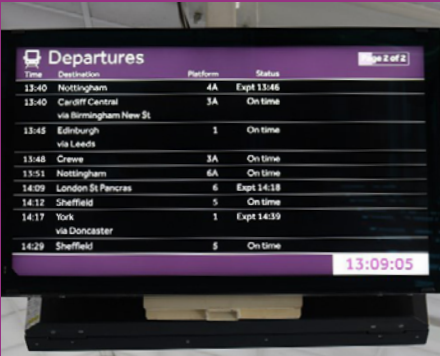 Departures Page 2 of 2
Time Destination Platform Status
13:40 Nottingham 4A Expt 13:46
13:40 Cardiff Central 3A On time
via Birmingham New St
13:45 Edinburgh 1 On time
via Leeds
13:48 Crewe 3A On time
13:51 Nottingham 6A On time
14:09 London St Pancras 6 Expt 14:18
14:12 Sheffield 5 On time
14:17 York 1 Expt 14:39
via Doncaster
14:29 Sheffield 5 On time
13:09:05